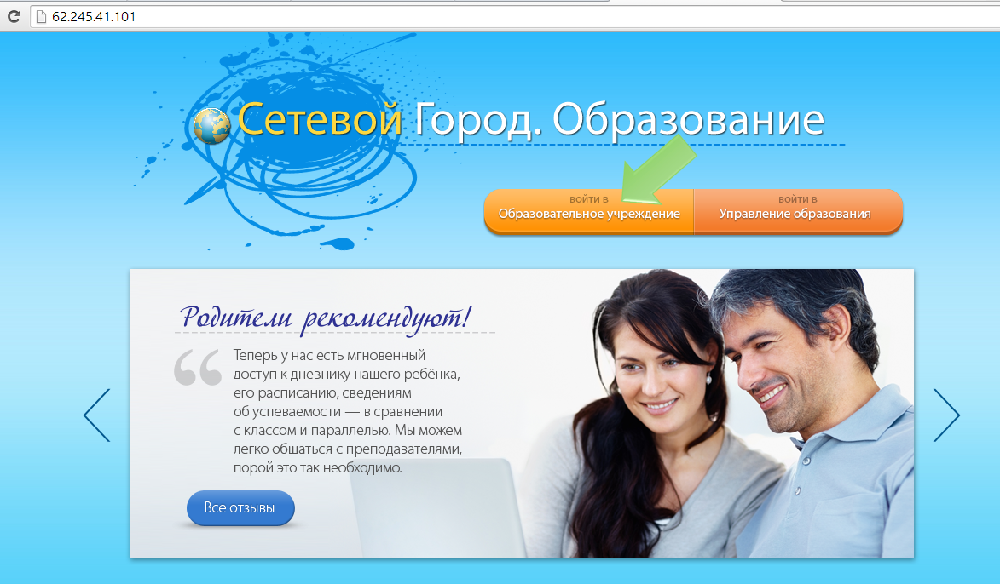 62.245.41.101
Сетевой Город. Образование
войти в
Образовательное учреждение
войти в
Управление образования
Родители рекомендуют!
“ Теперь у нас есть мгновенный
доступ к дневнику нашего ребёнка,
его расписанию, сведениям
об успеваемости — в сравнении
с классом и параллелью. Мы можем
легко общаться с преподавателями,
порой это так необходимо.
Все отзывы